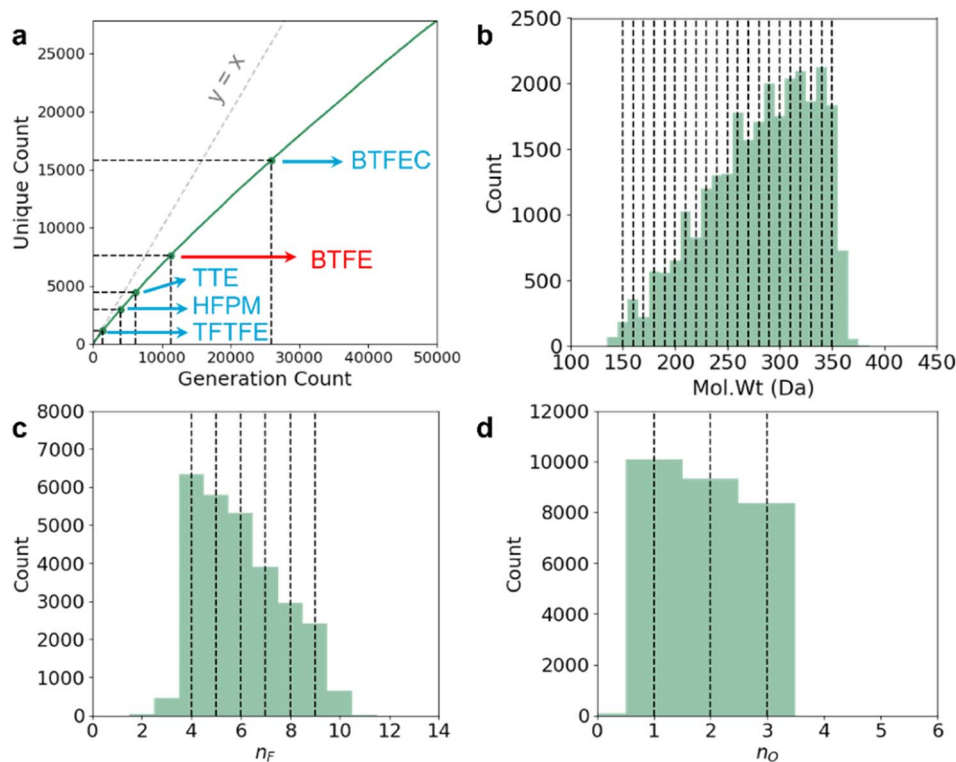 a
Unique Count
25000
20000
15000
10000
5000
0
y = x
BTFEC
BTFE
TTE
HFPM
TFTFE
0 10000 20000 30000 40000 50000
Generation Count
b
Count
2500
2000
1500
1000
500
0
100 150 200 250 300 350 400 450
Mol.Wt (Da)
c
Count
8000
7000
6000
5000
4000
3000
2000
1000
0
0 2 4 6 8 10 12 14
n_F
d
Count
12000
10000
8000
6000
4000
2000
0
0 1 2 3 4 5 6
n_O